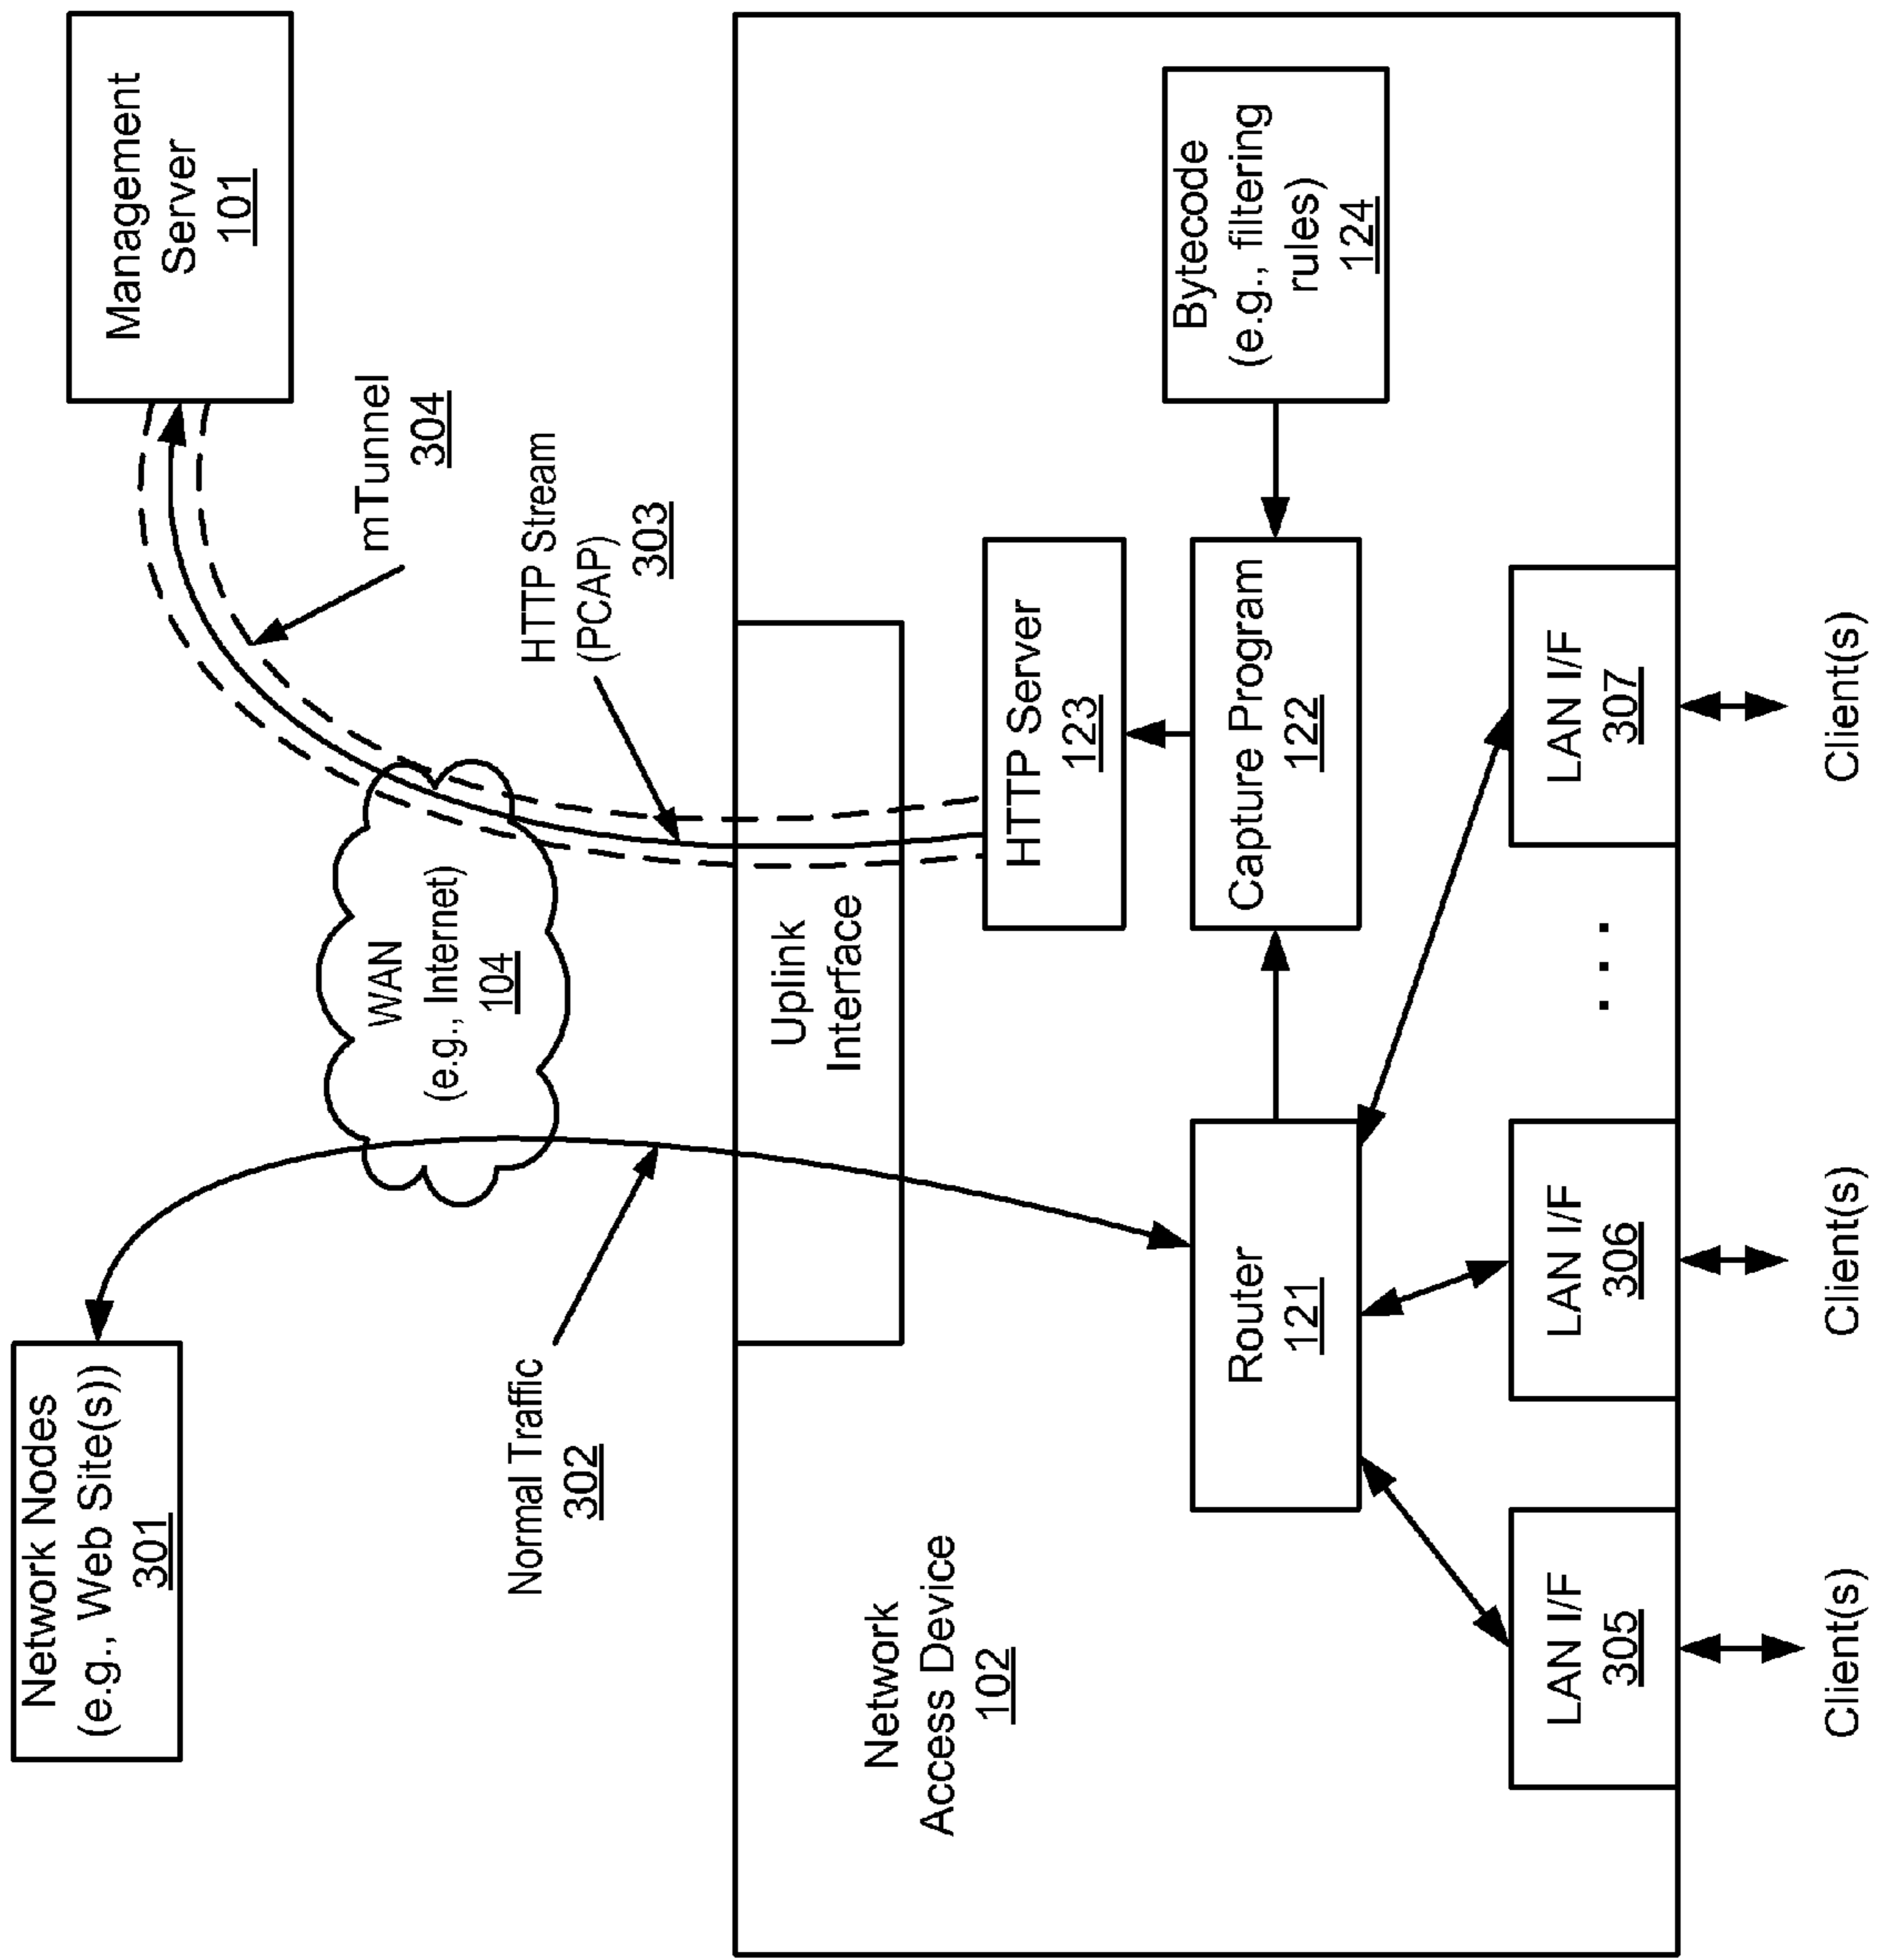 Network Nodes
(e.g., Web Site(s))
301
Management
Server
101
mTunnel
304
WAN
(e.g., Internet)
104
Normal Traffic
302
HTTP Stream
(PCAP)
303
Uplink
Interface
Network
Access Device
102
HTTP Server
123
Router
121
Capture Program
122
Bytecode
(e.g., filtering
rules)
124
LAN I/F
305
LAN I/F
306
. . .
LAN I/F
307
Client(s)
Client(s)
Client(s)